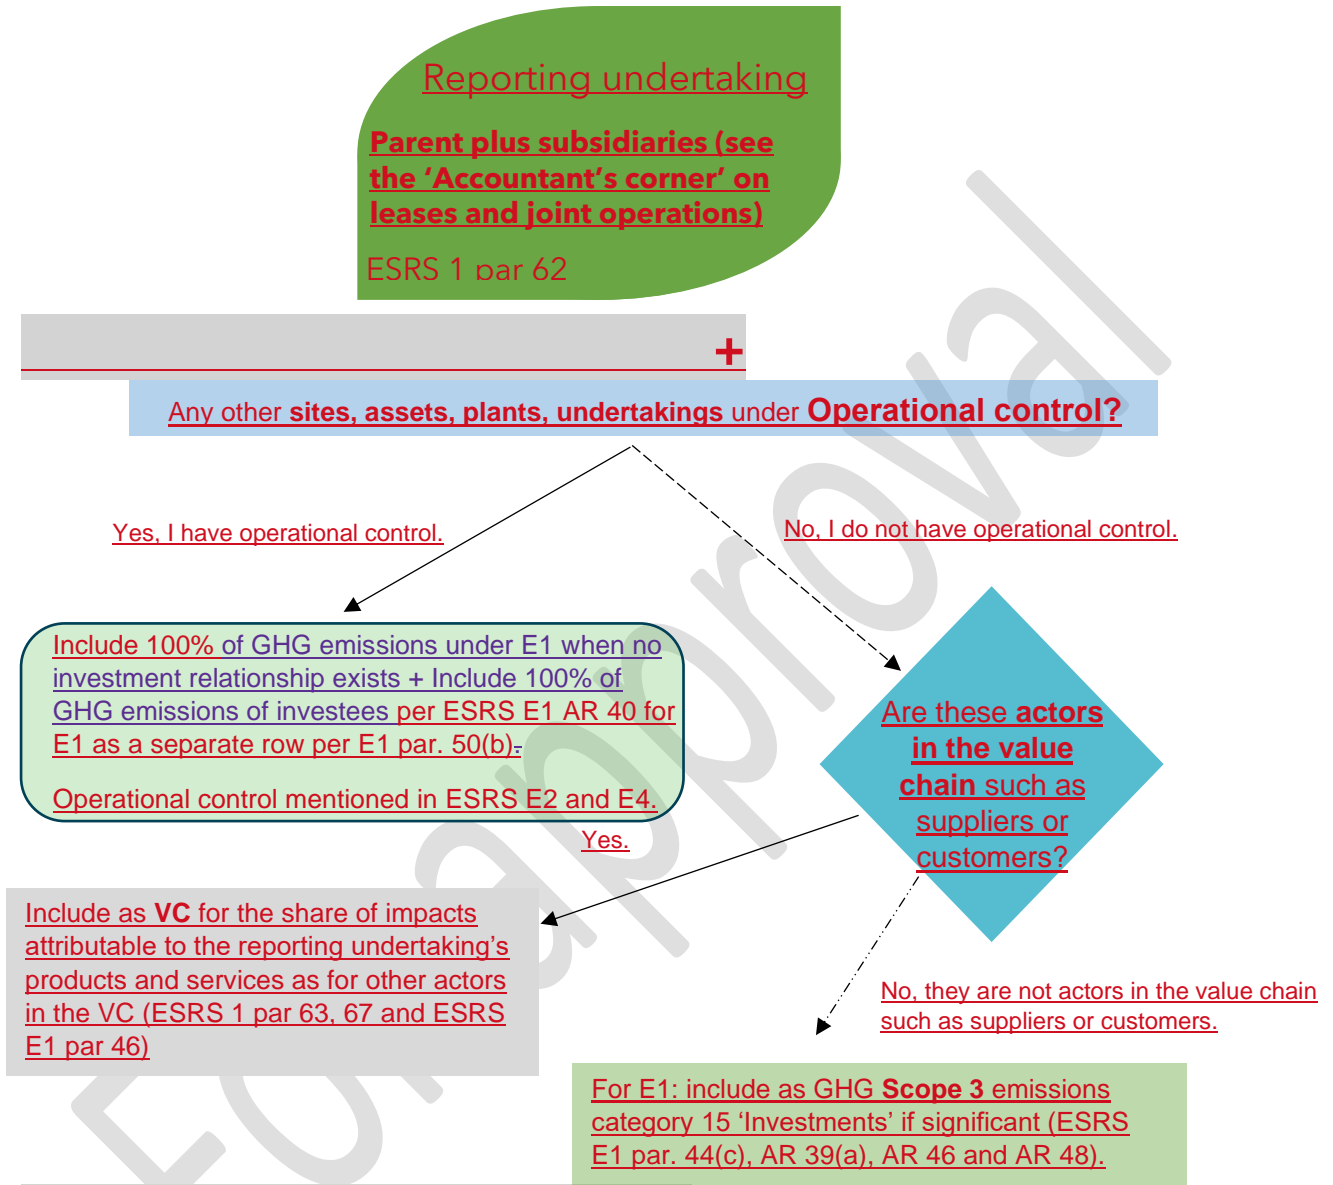 Reporting undertaking
Parent plus subsidiaries (see
the ‘Accountant’s corner’ on
leases and joint operations)
ESRS 1 par 62
+
Any other sites, assets, plants, undertakings under Operational control?
Yes, I have operational control.
No, I do not have operational control.
Include 100% of GHG emissions under E1 when no
investment relationship exists + Include 100% of
GHG emissions of investees per ESRS E1 AR 40 for
E1 as a separate row per E1 par. 50(b).
Operational control mentioned in ESRS E2 and E4.
Are these actors
in the value
chain such as
suppliers or
customers?
Yes.
Include as VC for the share of impacts
attributable to the reporting undertaking’s
products and services as for other actors
in the VC (ESRS 1 par 63, 67 and ESRS
E1 par 46)
No, they are not actors in the value chain
such as suppliers or customers.
For E1: include as GHG Scope 3 emissions
category 15 ‘Investments’ if significant (ESRS
E1 par. 44(c), AR 39(a), AR 46 and AR 48).
For approval